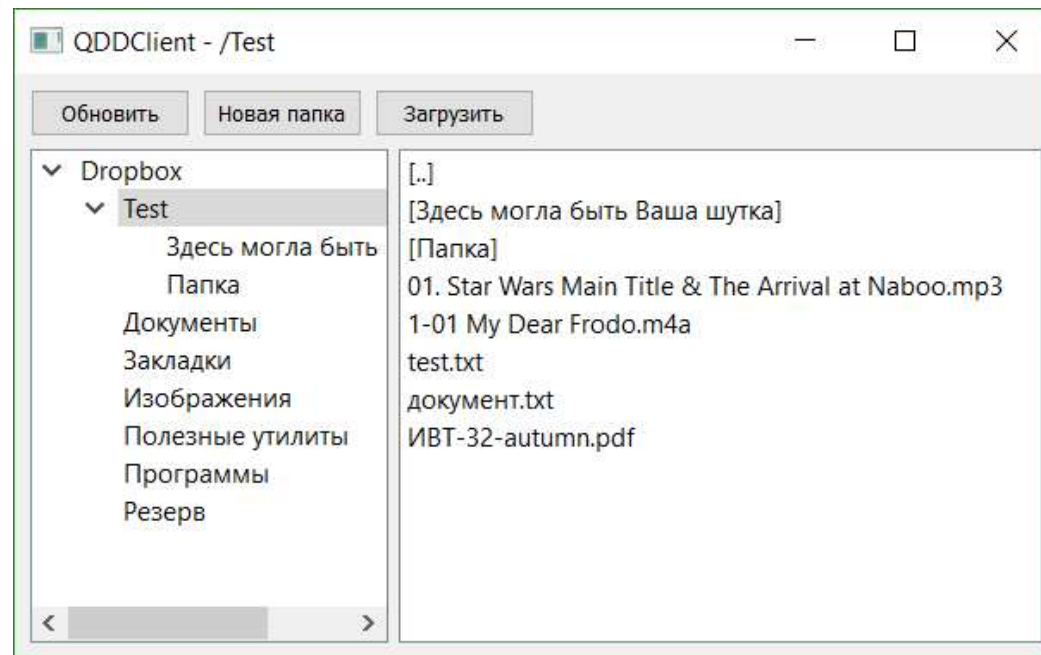 QDDClient - /Test
Обновить Новая папка Загрузить
Dropbox
Test
Здесь могла быть
Папка
Документы
Закладки
Изображения
Полезные утилиты
Программы
Резерв
[..]
[Здесь могла быть Ваша шутка]
[Папка]
01. Star Wars Main Title & The Arrival at Naboo.mp3
1-01 My Dear Frodo.m4a
test.txt
документ.txt
ИВТ-32-autumn.pdf